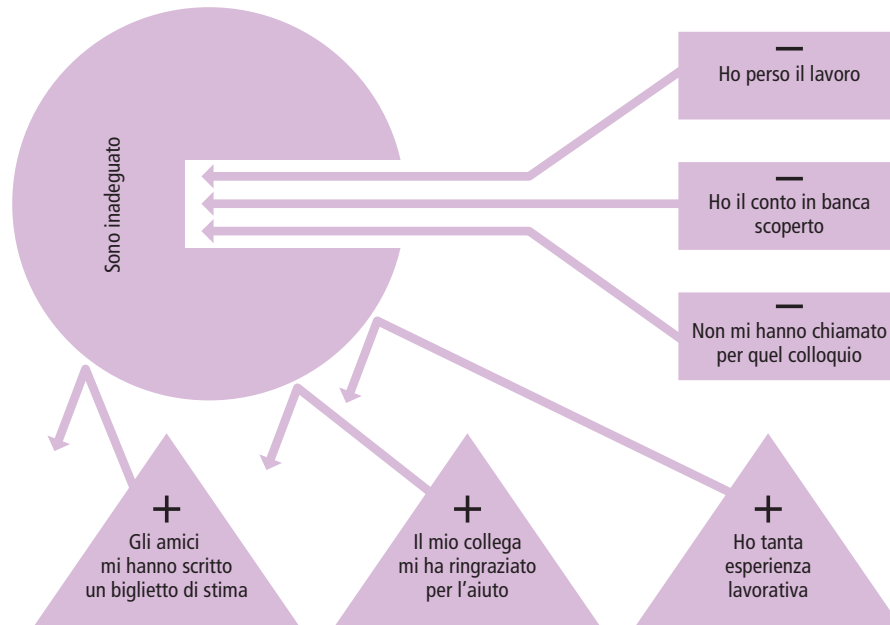 Sono inadeguato
−
Ho perso il lavoro
−
Ho il conto in banca
scoperto
−
Non mi hanno chiamato
per quel colloquio
+
Gli amici
mi hanno scritto
un biglietto di stima
+
Il mio collega
mi ha ringraziato
per l'aiuto
+
Ho tanta
esperienza
lavorativa